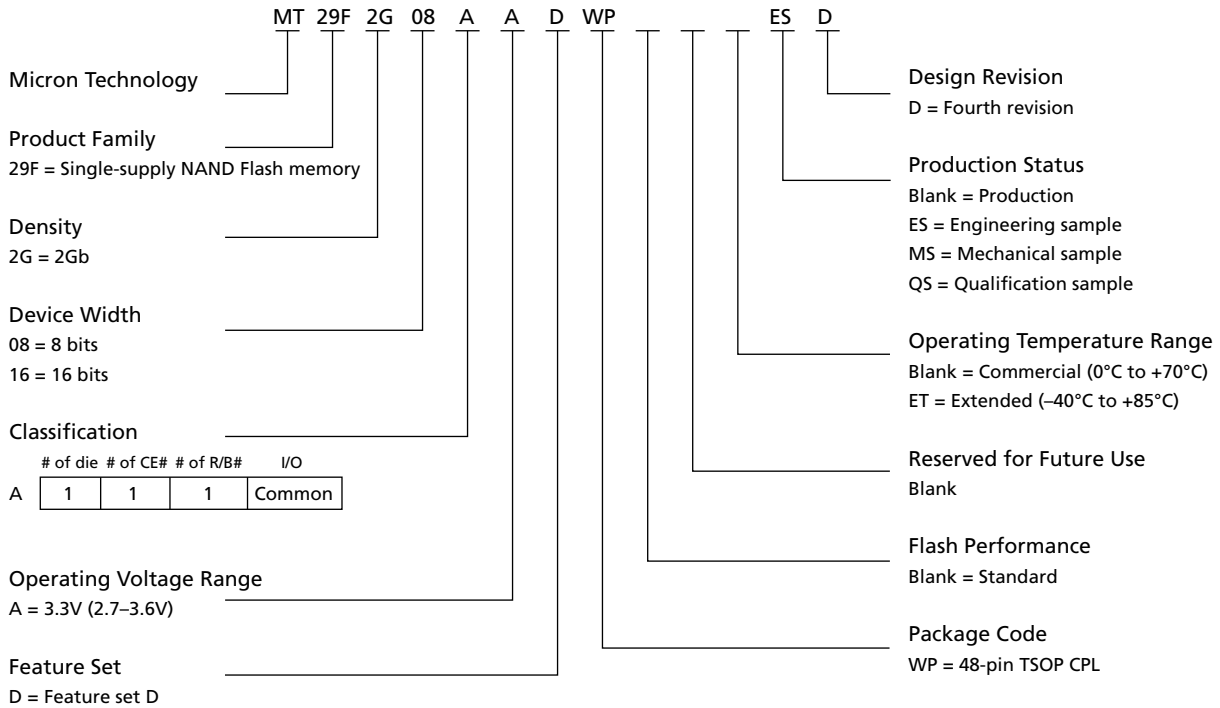 MT 29F 2G 08 A A D WP ES D
Micron Technology
Product Family
29F = Single-supply NAND Flash memory
Density
2G = 2Gb
Device Width
08 = 8 bits
16 = 16 bits
Classification
# of die # of CE# # of R/B# I/O
A 1 1 1 Common
Operating Voltage Range
A = 3.3V (2.7–3.6V)
Feature Set
D = Feature set D
Design Revision
D = Fourth revision
Production Status
Blank = Production
ES = Engineering sample
MS = Mechanical sample
QS = Qualification sample
Operating Temperature Range
Blank = Commercial (0°C to +70°C)
ET = Extended (–40°C to +85°C)
Reserved for Future Use
Blank
Flash Performance
Blank = Standard
Package Code
WP = 48-pin TSOP CPL